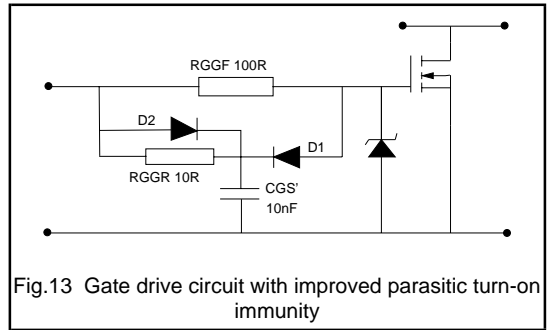 RGGF 100R
D2
D1
RGGR 10R
CGS'
10nF
Fig.13 Gate drive circuit with improved parasitic turn-on
immunity